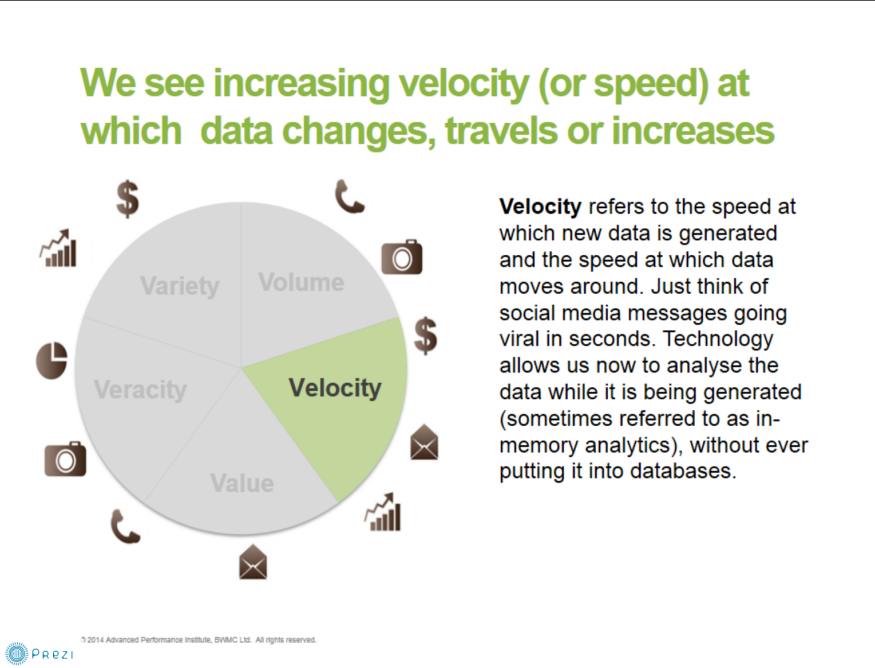 We see increasing velocity (or speed) at
which data changes, travels or increases
Variety
Volume
Veracity
Velocity
Value
Velocity refers to the speed at
which new data is generated
and the speed at which data
moves around. Just think of
social media messages going
viral in seconds. Technology
allows us now to analyse the
data while it is being generated
(sometimes referred to as in-
memory analytics), without ever
putting it into databases.
© 2014 Advanced Performance Institute, BWMC Ltd. All rights reserved.
Prezi